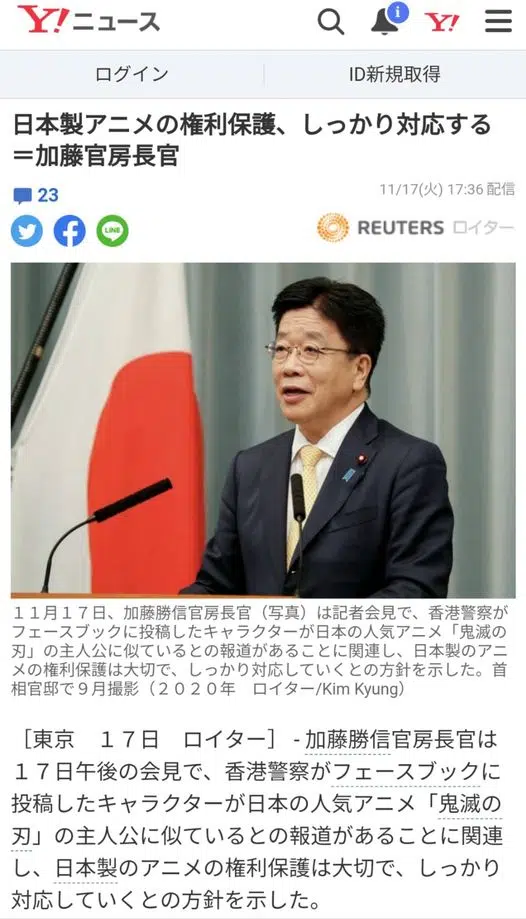 Y!ニュース
i
Y!
ログイン
ID新規取得
日本製アニメの権利保護、しっかり対応する
＝加藤官房長官
23
11/17(火) 17:36 配信
LINE
REUTERS ロイター
１１月１７日、加藤勝信官房長官（写真）は記者会見で、香港警察が
フェースブックに投稿したキャラクターが日本の人気アニメ「鬼滅の
刃」の主人公に似ているとの報道があることに関連し、日本製のアニ
メの権利保護は大切で、しっかり対応していくとの方針を示した。首
相官邸で９月撮影（２０２０年　ロイター/Kim Kyung）
［東京　１７日　ロイター］ - 加藤勝信官房長官は
１７日午後の会見で、香港警察がフェースブックに
投稿したキャラクターが日本の人気アニメ「鬼滅の
刃」の主人公に似ているとの報道があることに関連
し、日本製のアニメの権利保護は大切で、しっかり
対応していくとの方針を示した。